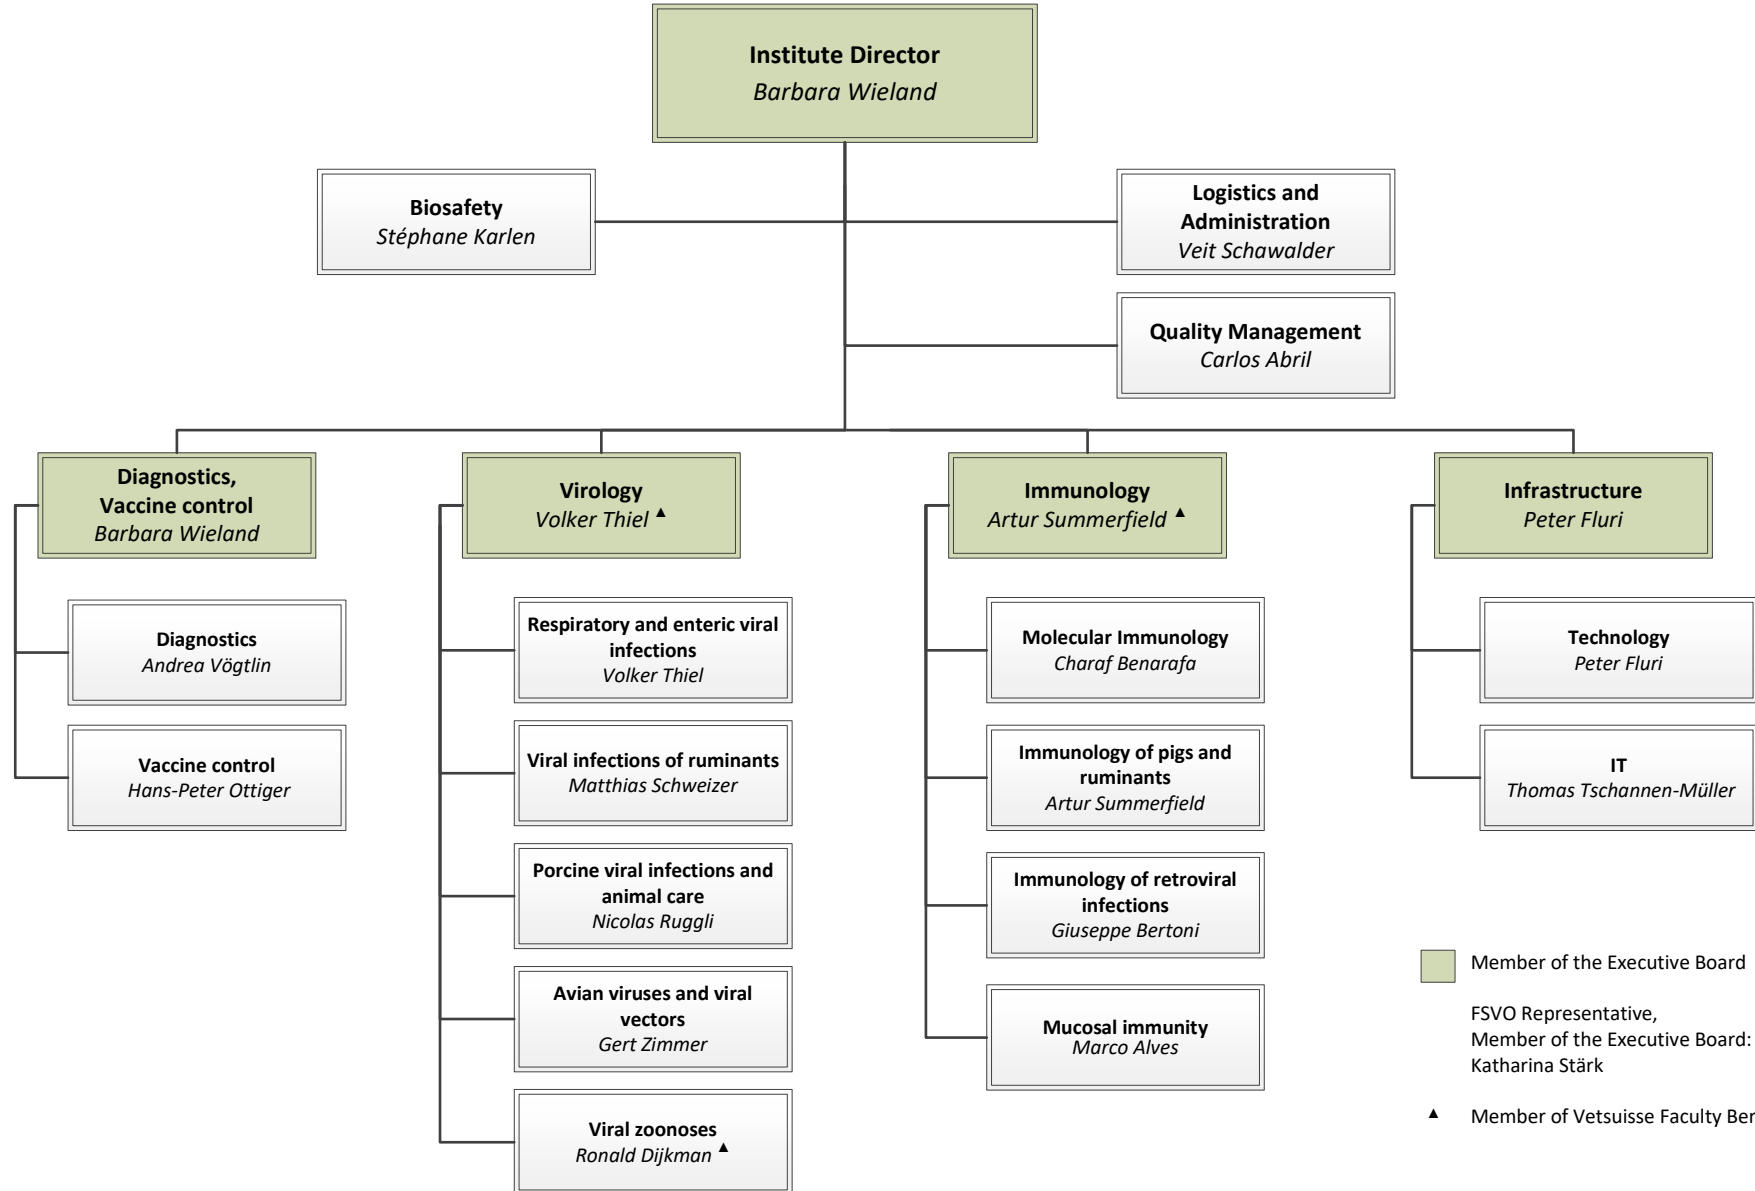 Institute Director
Barbara Wieland
Biosafety
Stéphane Karlen
Logistics and
Administration
Veit Schawalder
Quality Management
Carlos Abril
Diagnostics,
Vaccine control
Barbara Wieland
Diagnostics
Andrea Vögtlin
Vaccine control
Hans-Peter Ottiger
Virology
Volker Thiel ▲
Respiratory and enteric viral
infections
Volker Thiel
Viral infections of ruminants
Matthias Schweizer
Porcine viral infections and
animal care
Nicolas Ruggli
Avian viruses and viral
vectors
Gert Zimmer
Viral zoonoses
Ronald Dijkman ▲
Immunology
Artur Summerfield ▲
Molecular Immunology
Charaf Benarafa
Immunology of pigs and
ruminants
Artur Summerfield
Immunology of retroviral
infections
Giuseppe Bertoni
Mucosal immunity
Marco Alves
Infrastructure
Peter Fluri
Technology
Peter Fluri
IT
Thomas Tschannen-Müller
Member of the Executive Board
FSVO Representative,
Member of the Executive Board:
Katharina Stärk
▲ Member of Vetsuisse Faculty Ber